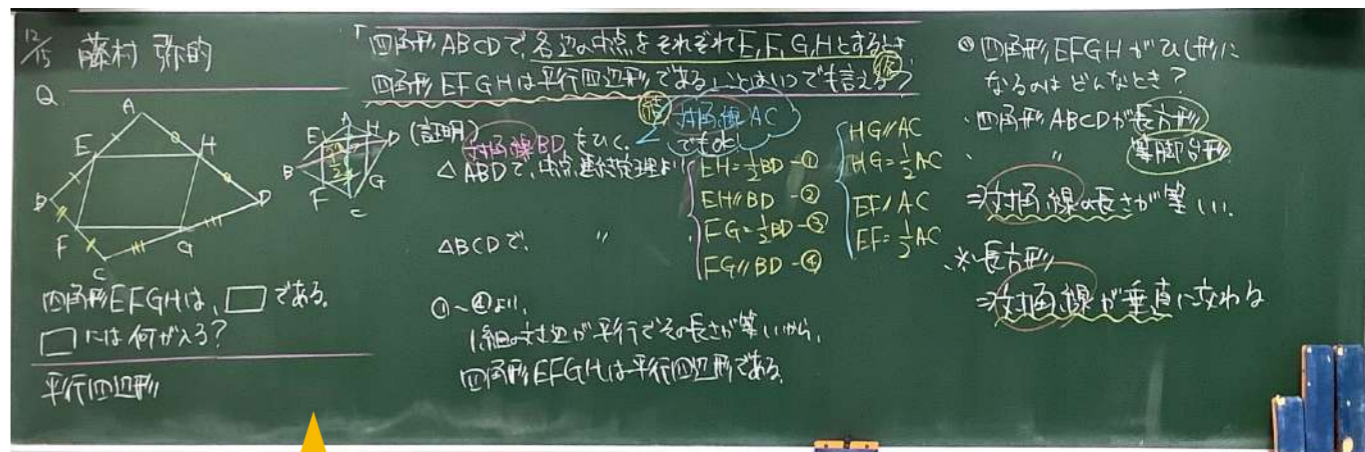 12/15 藤村 弥的
Q
A
E
H
B
D
F
G
C
四角形EFGHは、□である。
□には何が入る?
平行四辺形
A
E
H
D
B
F
G
C
「四角形ABCDで、各辺の中点をそれぞれE,F,G,Hとするとき
四角形EFGHは平行四辺形である」ことはいつでも言える?
仮
結
(証明)
対角線BDをひく。
対角線AC
でもok!
△ABDで、中点連結定理より
EH=1/2BD-①
EH//BD -②
△BCDで、 〃
FG=1/2BD-③
FG//BD-④
HG//AC
HG=1/2AC
EF//AC
EF=1/2AC
①~④より、
1組の対辺が平行でその長さが等しいから、
四角形EFGHは平行四辺形である。
◎四角形EFGHがひし形に
なるのはどんなとき?
・四角形ABCDが長方形
・ 〃 等脚台形
⇒対角線の長さが等しい。
※長方形
⇒対角線が垂直に交わる